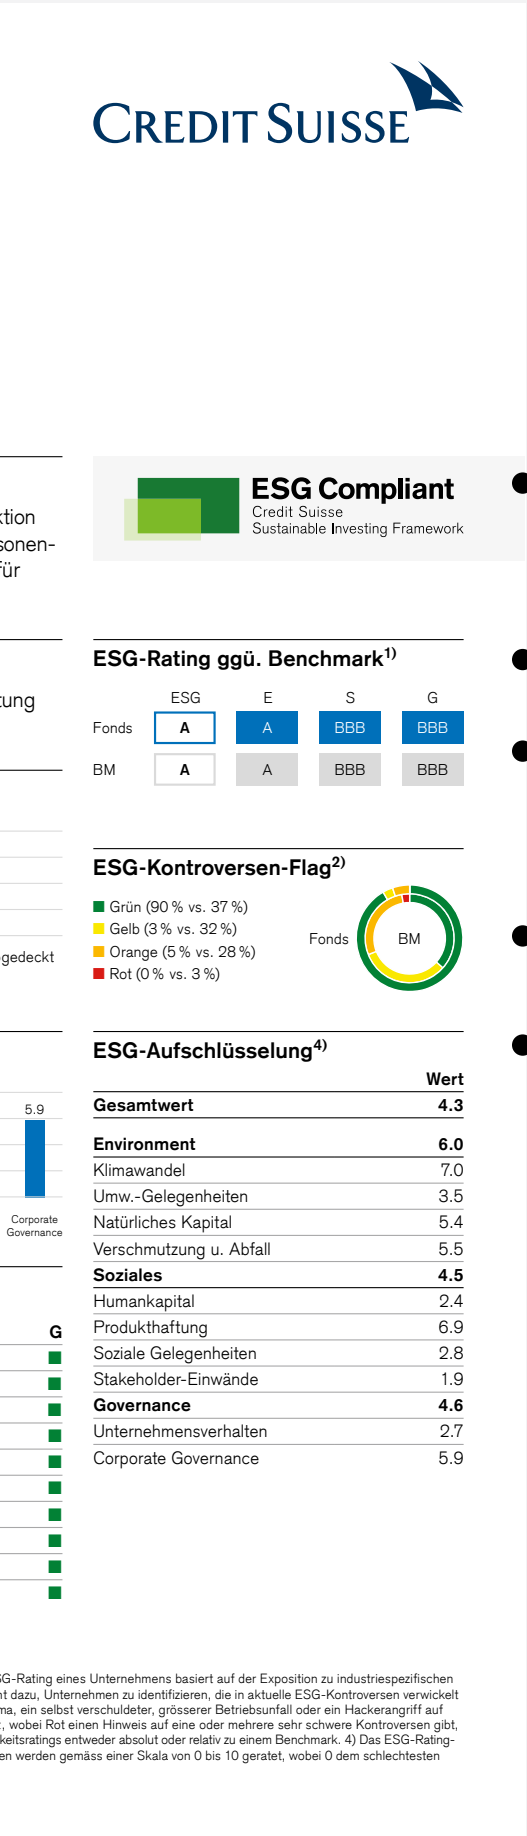 CREDIT SUISSE
ESG Compliant
Credit Suisse
Sustainable Investing Framework
für
ESG-Rating ggü. Benchmark1)
ESG E S G
Fonds A A BBB BBB
BM A A BBB BBB
ESG-Kontroversen-Flag2)
Grün (90 % vs. 37 %)
Gelb (3 % vs. 32 %)
Orange (5 % vs. 28 %)
Rot (0 % vs. 3 %)
Fonds BM
gedeckt
ESG-Aufschlüsselung4)
Wert
Gesamtwert 4.3
Environment 6.0
Klimawandel 7.0
Umw.-Gelegenheiten 3.5
Natürliches Kapital 5.4
Verschmutzung u. Abfall 5.5
Soziales 4.5
Humankapital 2.4
Produkthaftung 6.9
Soziale Gelegenheiten 2.8
Stakeholder-Einwände 1.9
Governance 4.6
Unternehmensverhalten 2.7
Corporate Governance 5.9
5.9
Corporate
Governance
G
SG-Rating eines Unternehmens basiert auf der Exposition zu industriespezifischen
nt dazu, Unternehmen zu identifizieren, die in aktuelle ESG-Kontroversen verwickelt
ma, ein selbst verschuldeter, grösserer Betriebsunfall oder ein Hackerangriff auf
, wobei Rot einen Hinweis auf eine oder mehrere sehr schwere Kontroversen gibt,
keitsratings entweder absolut oder relativ zu einem Benchmark. 4) Das ESG-Rating-
en werden gemäss einer Skala von 0 bis 10 geratet, wobei 0 dem schlechtesten